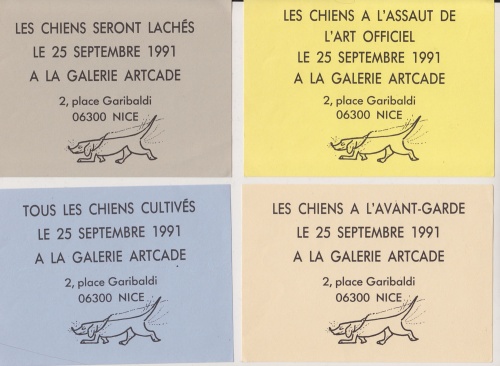 LES CHIENS SERONT LACHÉS
LE 25 SEPTEMBRE 1991
A LA GALERIE ARTCADE
2, place Garibaldi
06300 NICE
LES CHIENS A L'ASSAUT DE
L'ART OFFICIEL
LE 25 SEPTEMBRE 1991
A LA GALERIE ARTCADE
2, place Garibaldi
06300 NICE
TOUS LES CHIENS CULTIVÉS
LE 25 SEPTEMBRE 1991
A LA GALERIE ARTCADE
2, place Garibaldi
06300 NICE
LES CHIENS A L'AVANT-GARDE
LE 25 SEPTEMBRE 1991
A LA GALERIE ARTCADE
2, place Garibaldi
06300 NICE